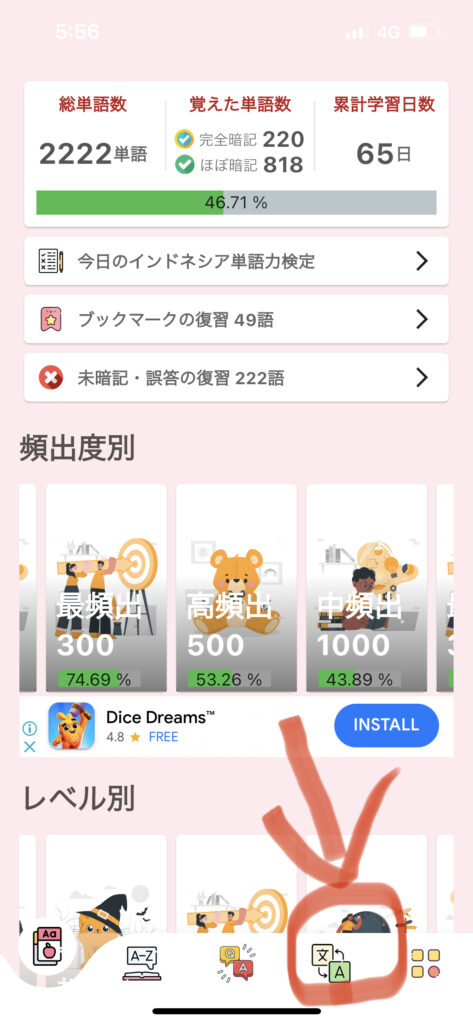 5:56
4G
総単語数
覚えた単語数
累計学習日数
2222単語
完全暗記 220
ほぼ暗記 818
65日
46.71 %
今日のインドネシア単語力検定
ブックマークの復習 49語
未暗記・誤答の復習 222語
頻出度別
最頻出
300
74.69 %
高頻出
500
53.26 %
中頻出
1000
43.89 %
Dice Dreams™
4.8 ★ FREE
INSTALL
レベル別
Aa
A-Z
Q
A
文
A